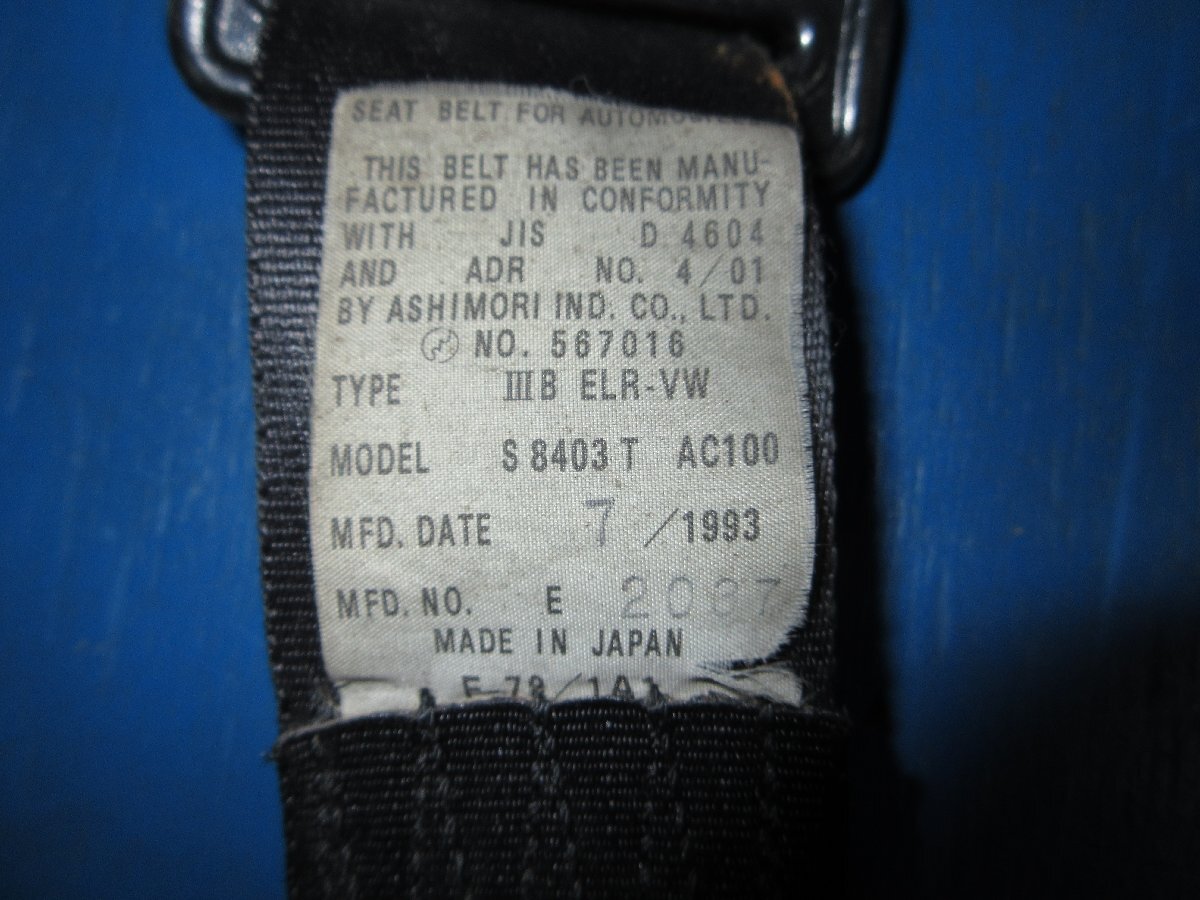 SEAT BELT FOR
THIS BELT HAS BEEN MANU-
FACTURED IN CONFORMITY
WITH JIS D 4604
AND ADR NO. 4/01
BY ASHIMORI IND. CO., LTD.
NO. 567016
TYPE IIIB ELR-VW
MODEL S 8403 T AC100
MFD. DATE 7 /1993
MFD. NO. E
MADE IN JAPAN